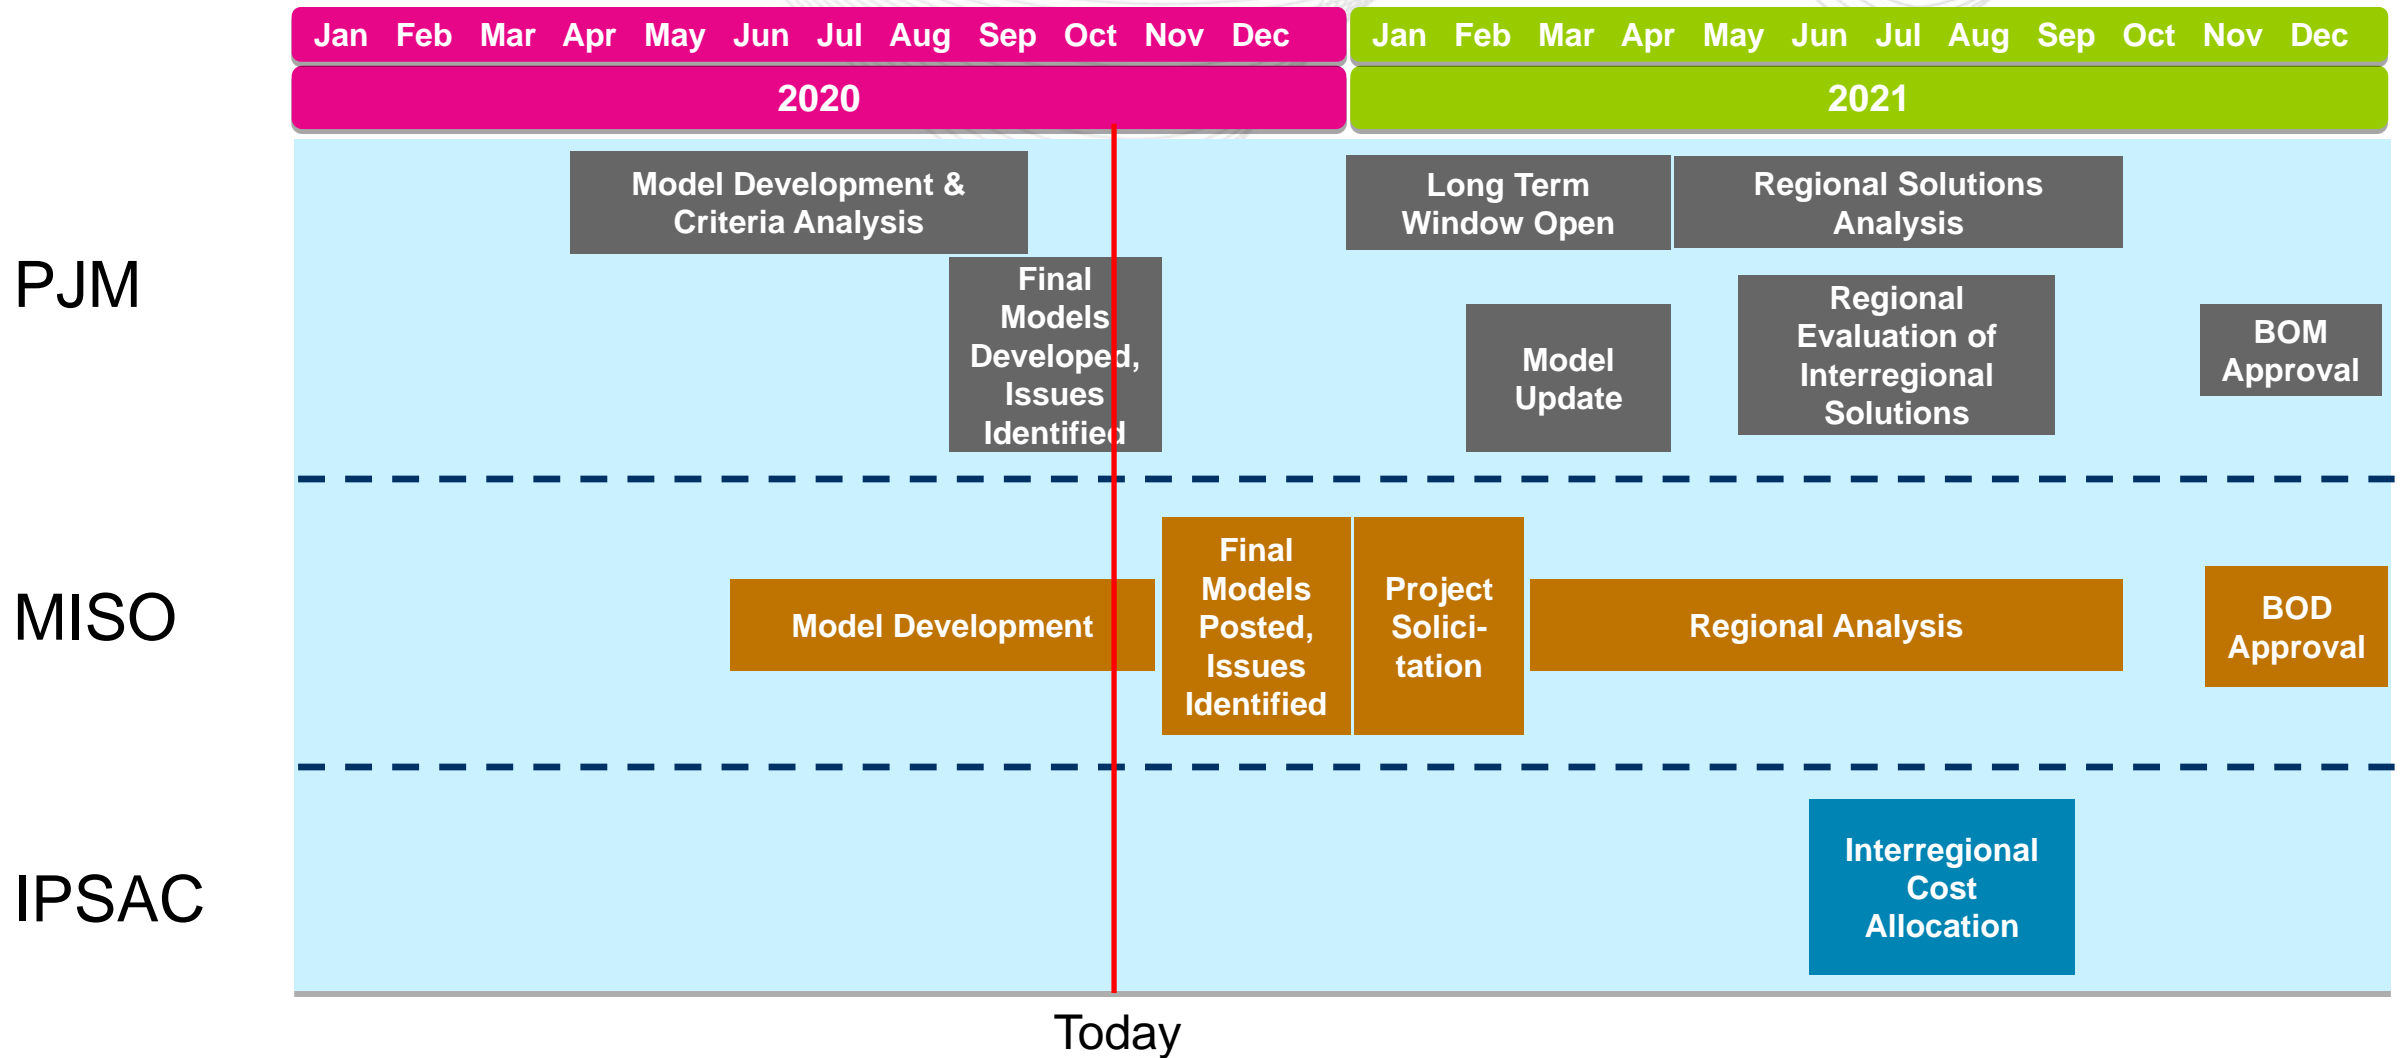 Jan Feb Mar Apr May Jun Jul Aug Sep Oct Nov Dec
Jan Feb Mar Apr May Jun Jul Aug Sep Oct Nov Dec
2020
2021
PJM
Model Development &
Criteria Analysis
Final
Models
Developed,
Issues
Identified
Long Term
Window Open
Regional Solutions
Analysis
Model
Update
Regional
Evaluation of
Interregional
Solutions
BOM
Approval
MISO
Model Development
Final
Models
Posted,
Issues
Identified
Project
Solici-
tation
Regional Analysis
BOD
Approval
IPSAC
Interregional
Cost
Allocation
Today